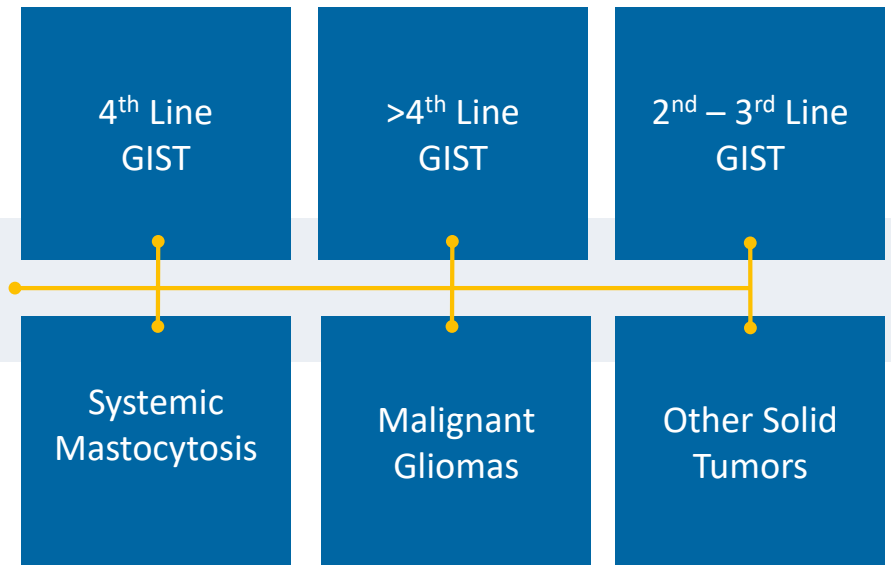 4th Line
GIST
>4th Line
GIST
2nd – 3rd Line
GIST
Systemic
Mastocytosis
Malignant
Gliomas
Other Solid
Tumors